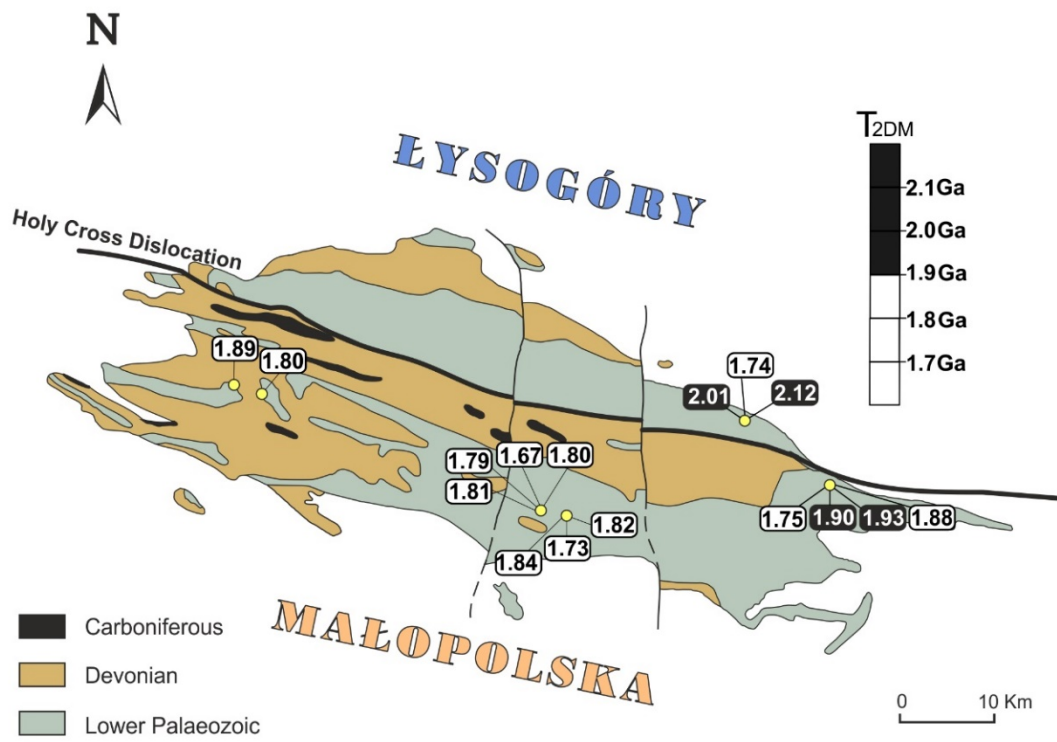 N
ŁYSOGÓRY
T2DM
2.1Ga
2.0Ga
1.9Ga
1.8Ga
1.7Ga
Holy Cross Dislocation
1.89
1.80
1.74
2.01
2.12
1.79
1.67
1.80
1.81
1.82
1.84
1.73
1.75
1.90
1.93
1.88
MAŁOPOLSKA
Carboniferous
Devonian
Lower Palaeozoic
0 10 Km